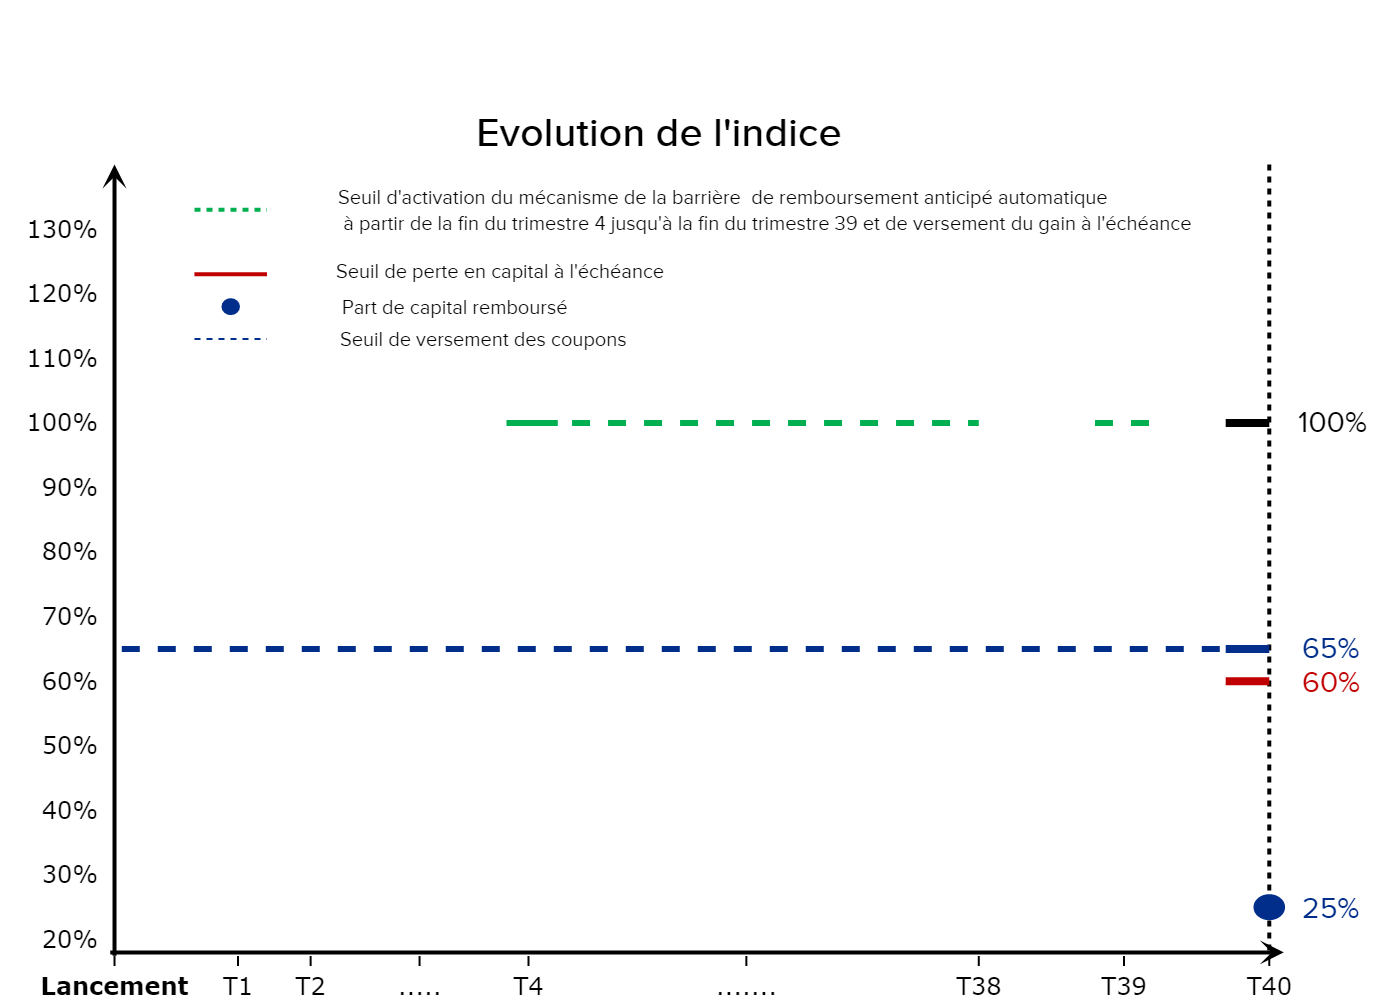 Evolution de l'indice
Seuil d'activation du mécanisme de la barrière  de remboursement anticipé automatique
à partir de la fin du trimestre 4 jusqu'à la fin du trimestre 39 et de versement du gain à l'échéance
Seuil de perte en capital à l'échéance
Part de capital remboursé
Seuil de versement des coupons
130%
120%
110%
100%
90%
80%
70%
60%
50%
40%
30%
20%
100%
65%
60%
25%
Lancement T1 T2 ..... T4 ....... T38 T39 T40